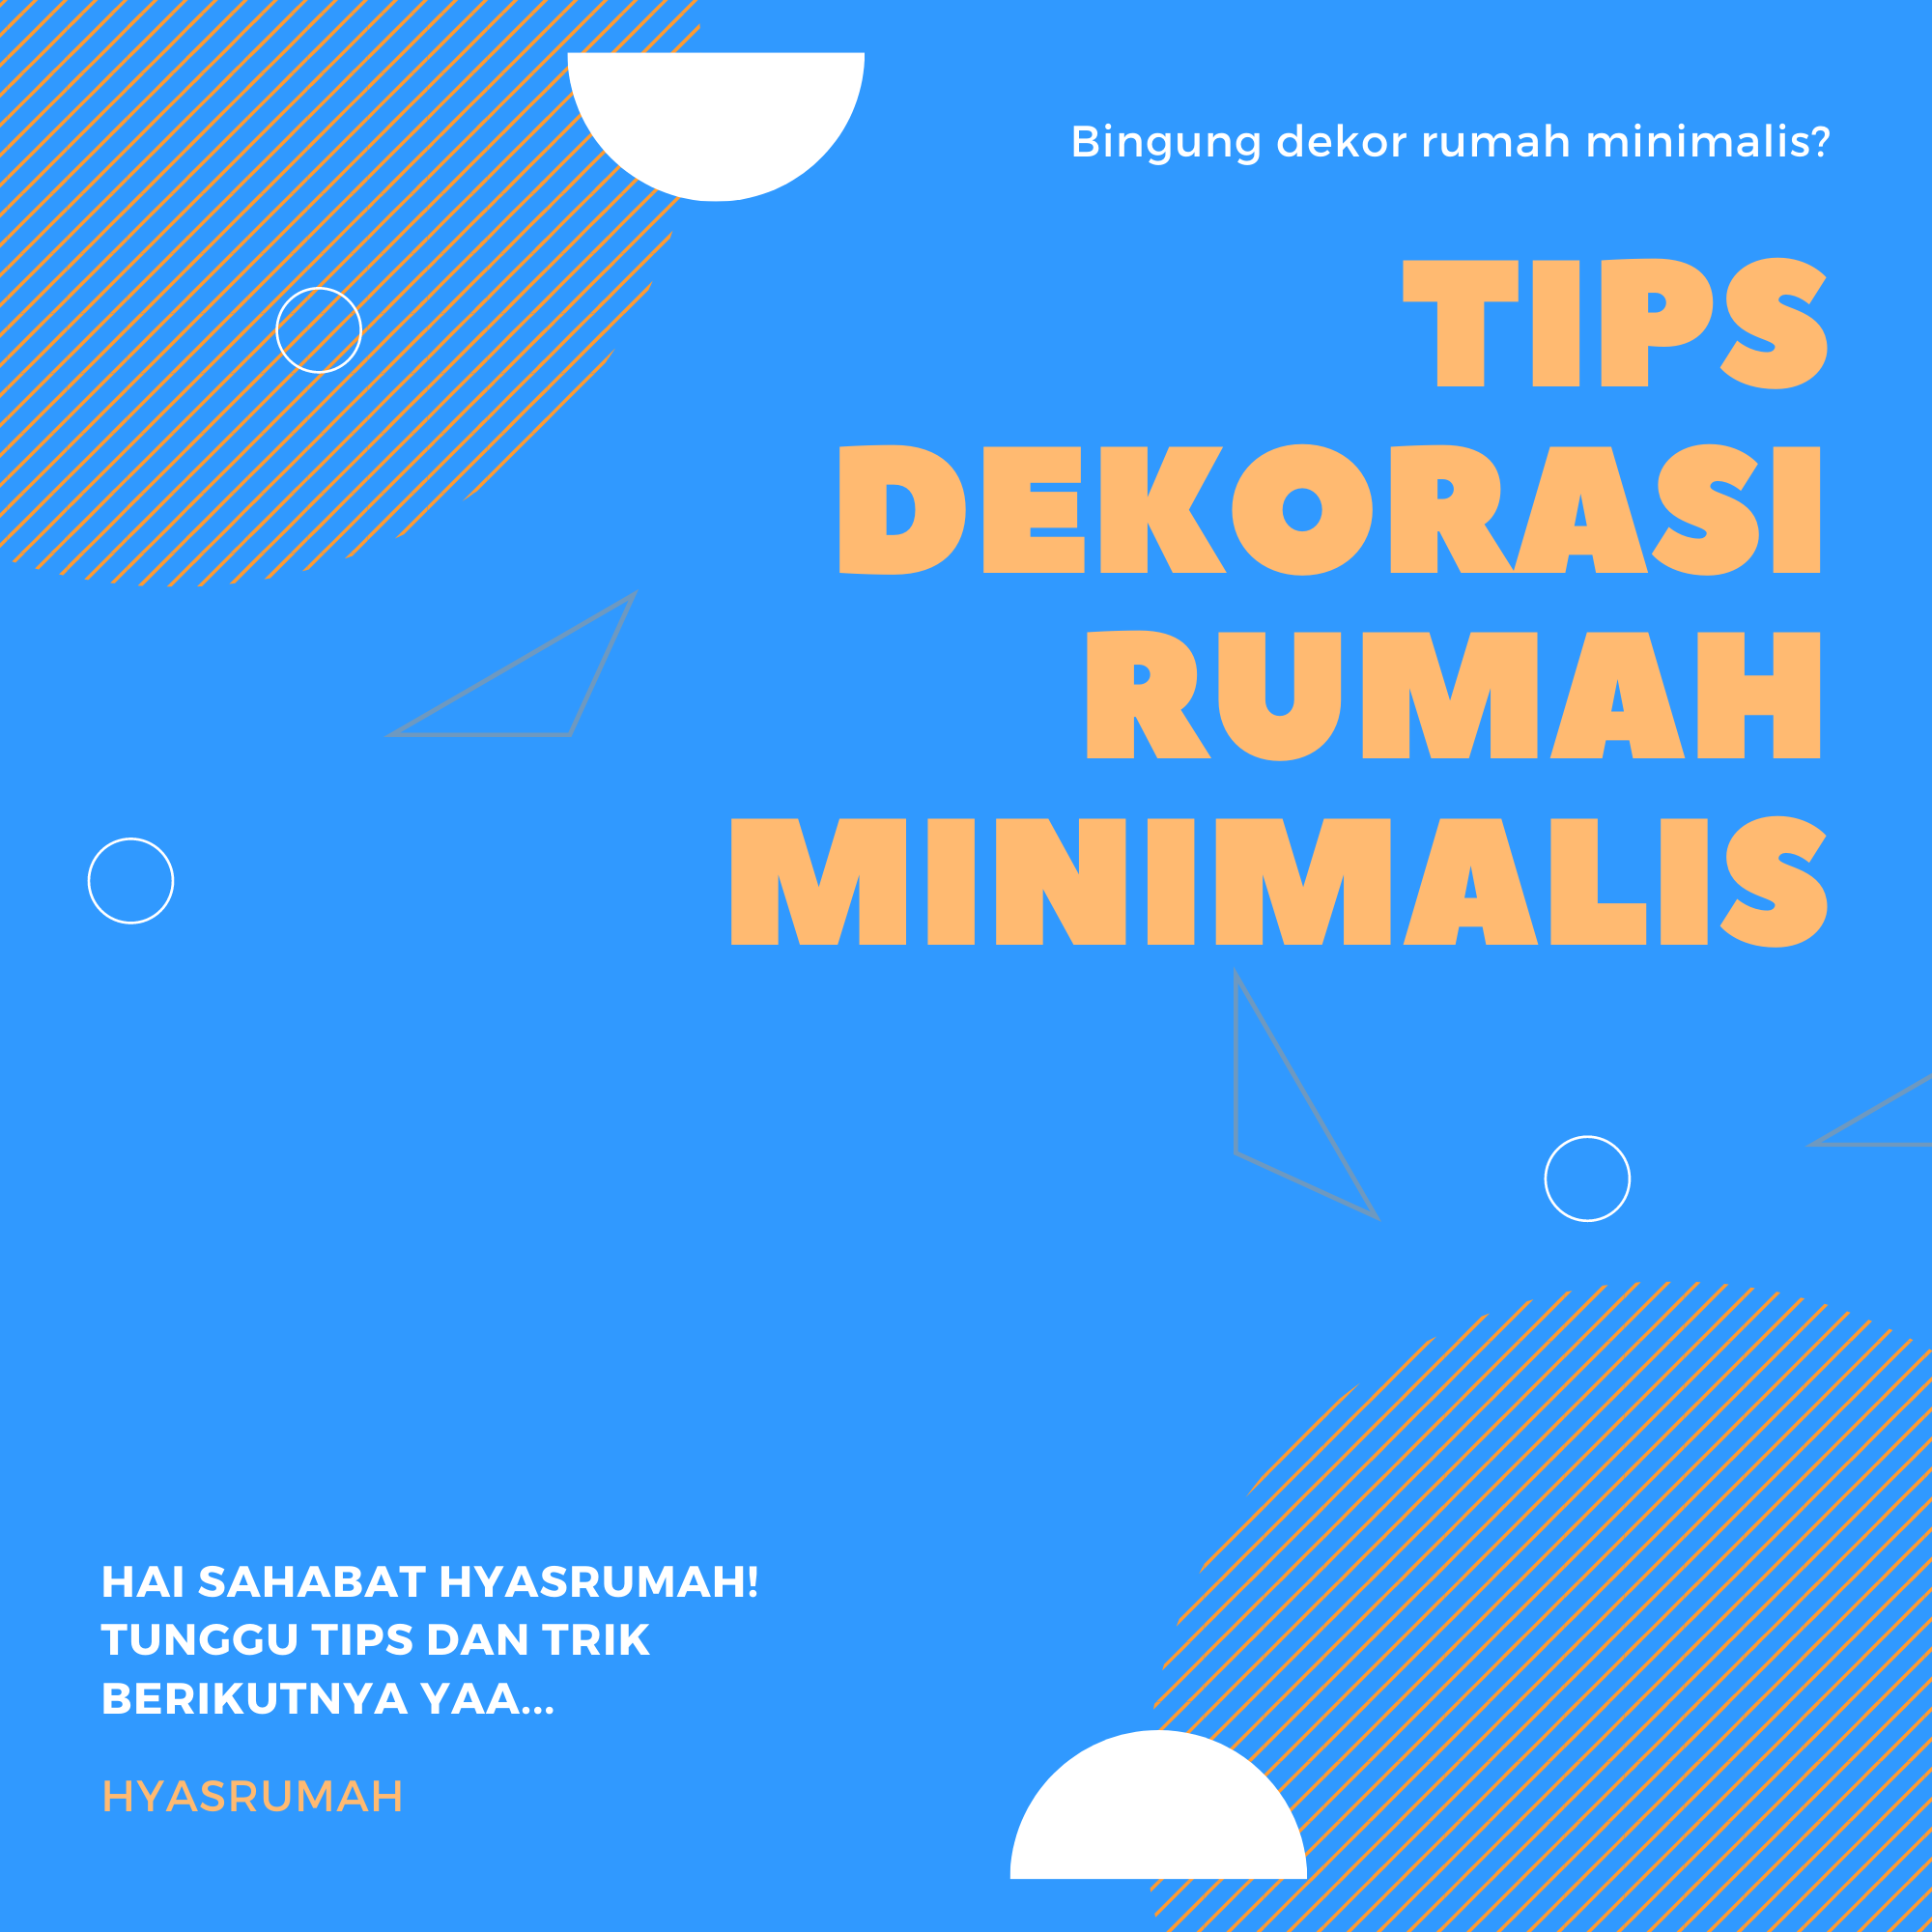 Bingung dekor rumah minimalis?
TIPS
DEKORASI
RUMAH
MINIMALIS
HAI SAHABAT HYASRUMAH!
TUNGGU TIPS DAN TRIK
BERIKUTNYA YAA...
HYASRUMAH